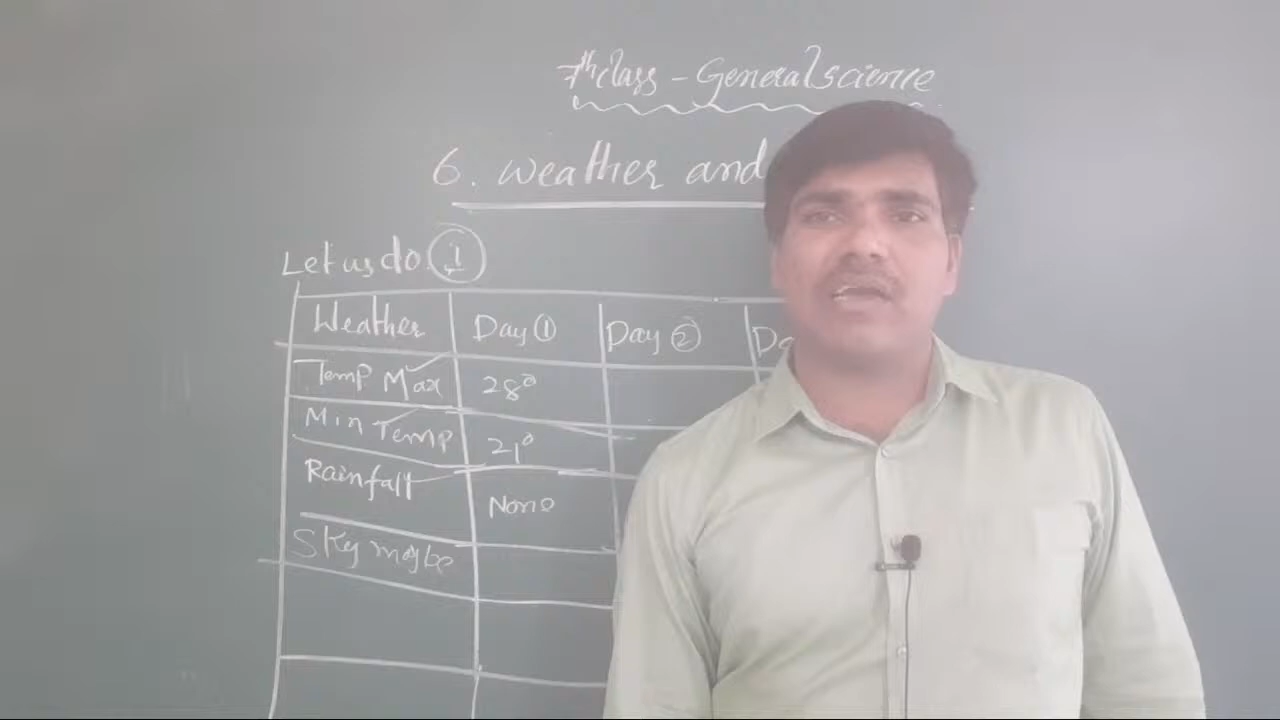 7th class - General science
6. Weather and
Let us do. 1
Weather Day 1 Day 2 Da
Temp Max 28°
Min Temp 21°
Rainfall None
Sky maybe